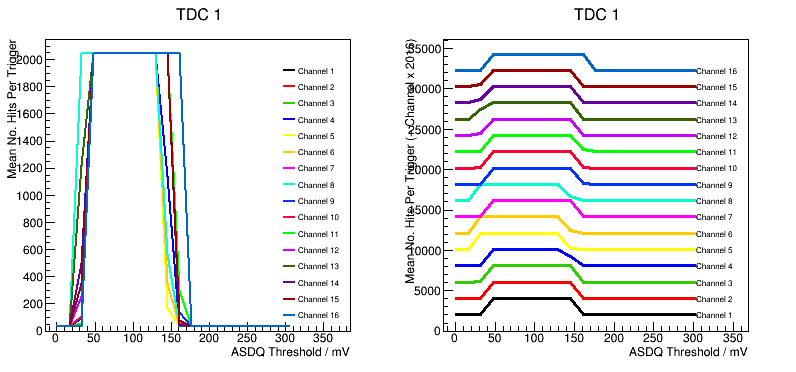 TDC 1
Mean No. Hits Per Trigger
2000
1800
1600
1400
1200
1000
800
600
400
200
0
0 50 100 150 200 250 300 350
ASDQ Threshold / mV
Channel 1
Channel 2
Channel 3
Channel 4
Channel 5
Channel 6
Channel 7
Channel 8
Channel 9
Channel 10
Channel 11
Channel 12
Channel 13
Channel 14
Channel 15
Channel 16
TDC 1
Mean No. Hits Per Trigger (+ Channel x 2016)
35000
30000
25000
20000
15000
10000
5000
0
0 50 100 150 200 250 300 350
ASDQ Threshold / mV
Channel 16
Channel 15
Channel 14
Channel 13
Channel 12
Channel 11
Channel 10
Channel 9
Channel 8
Channel 7
Channel 6
Channel 5
Channel 4
Channel 3
Channel 2
Channel 1